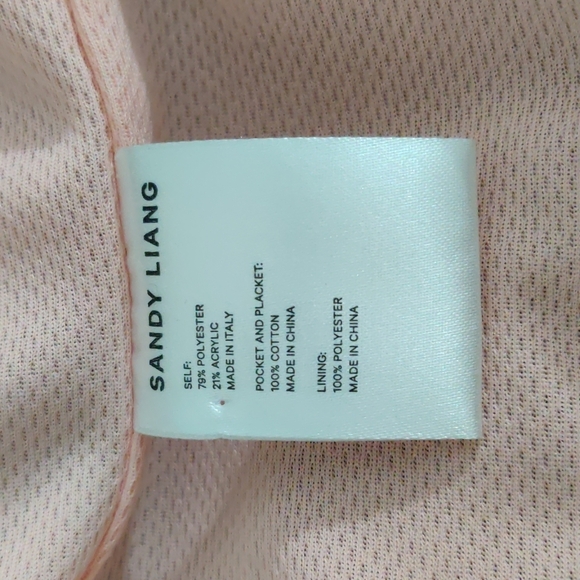 SANDY LIANG
SELF:
79% POLYESTER
21% ACRYLIC
MADE IN ITALY
POCKET AND PLACKET:
100% COTTON
MADE IN CHINA
LINING:
100% POLYESTER
MADE IN CHINA